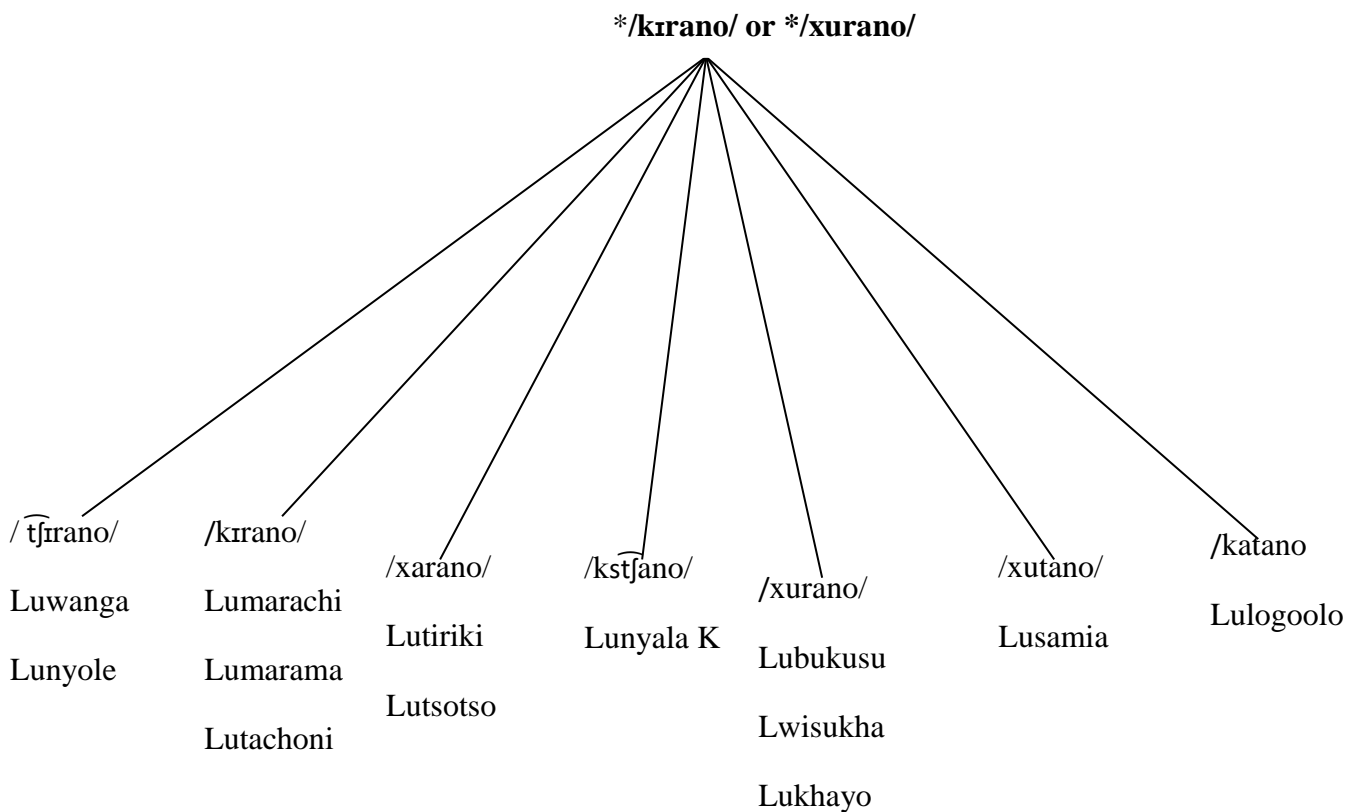 */kɪrano/ or */xurano/
/ t͡ʃɪrano/
Luwanga
Lunyole
/kɪrano/
Lumarachi
Lumarama
Lutachoni
/xarano/
Lutiriki
Lutsotso
/kst͡ʃano/
Lunyala K
/xurano/
Lubukusu
Lwisukha
Lukhayo
/xutano/
Lusamia
/katano
Lulogoolo